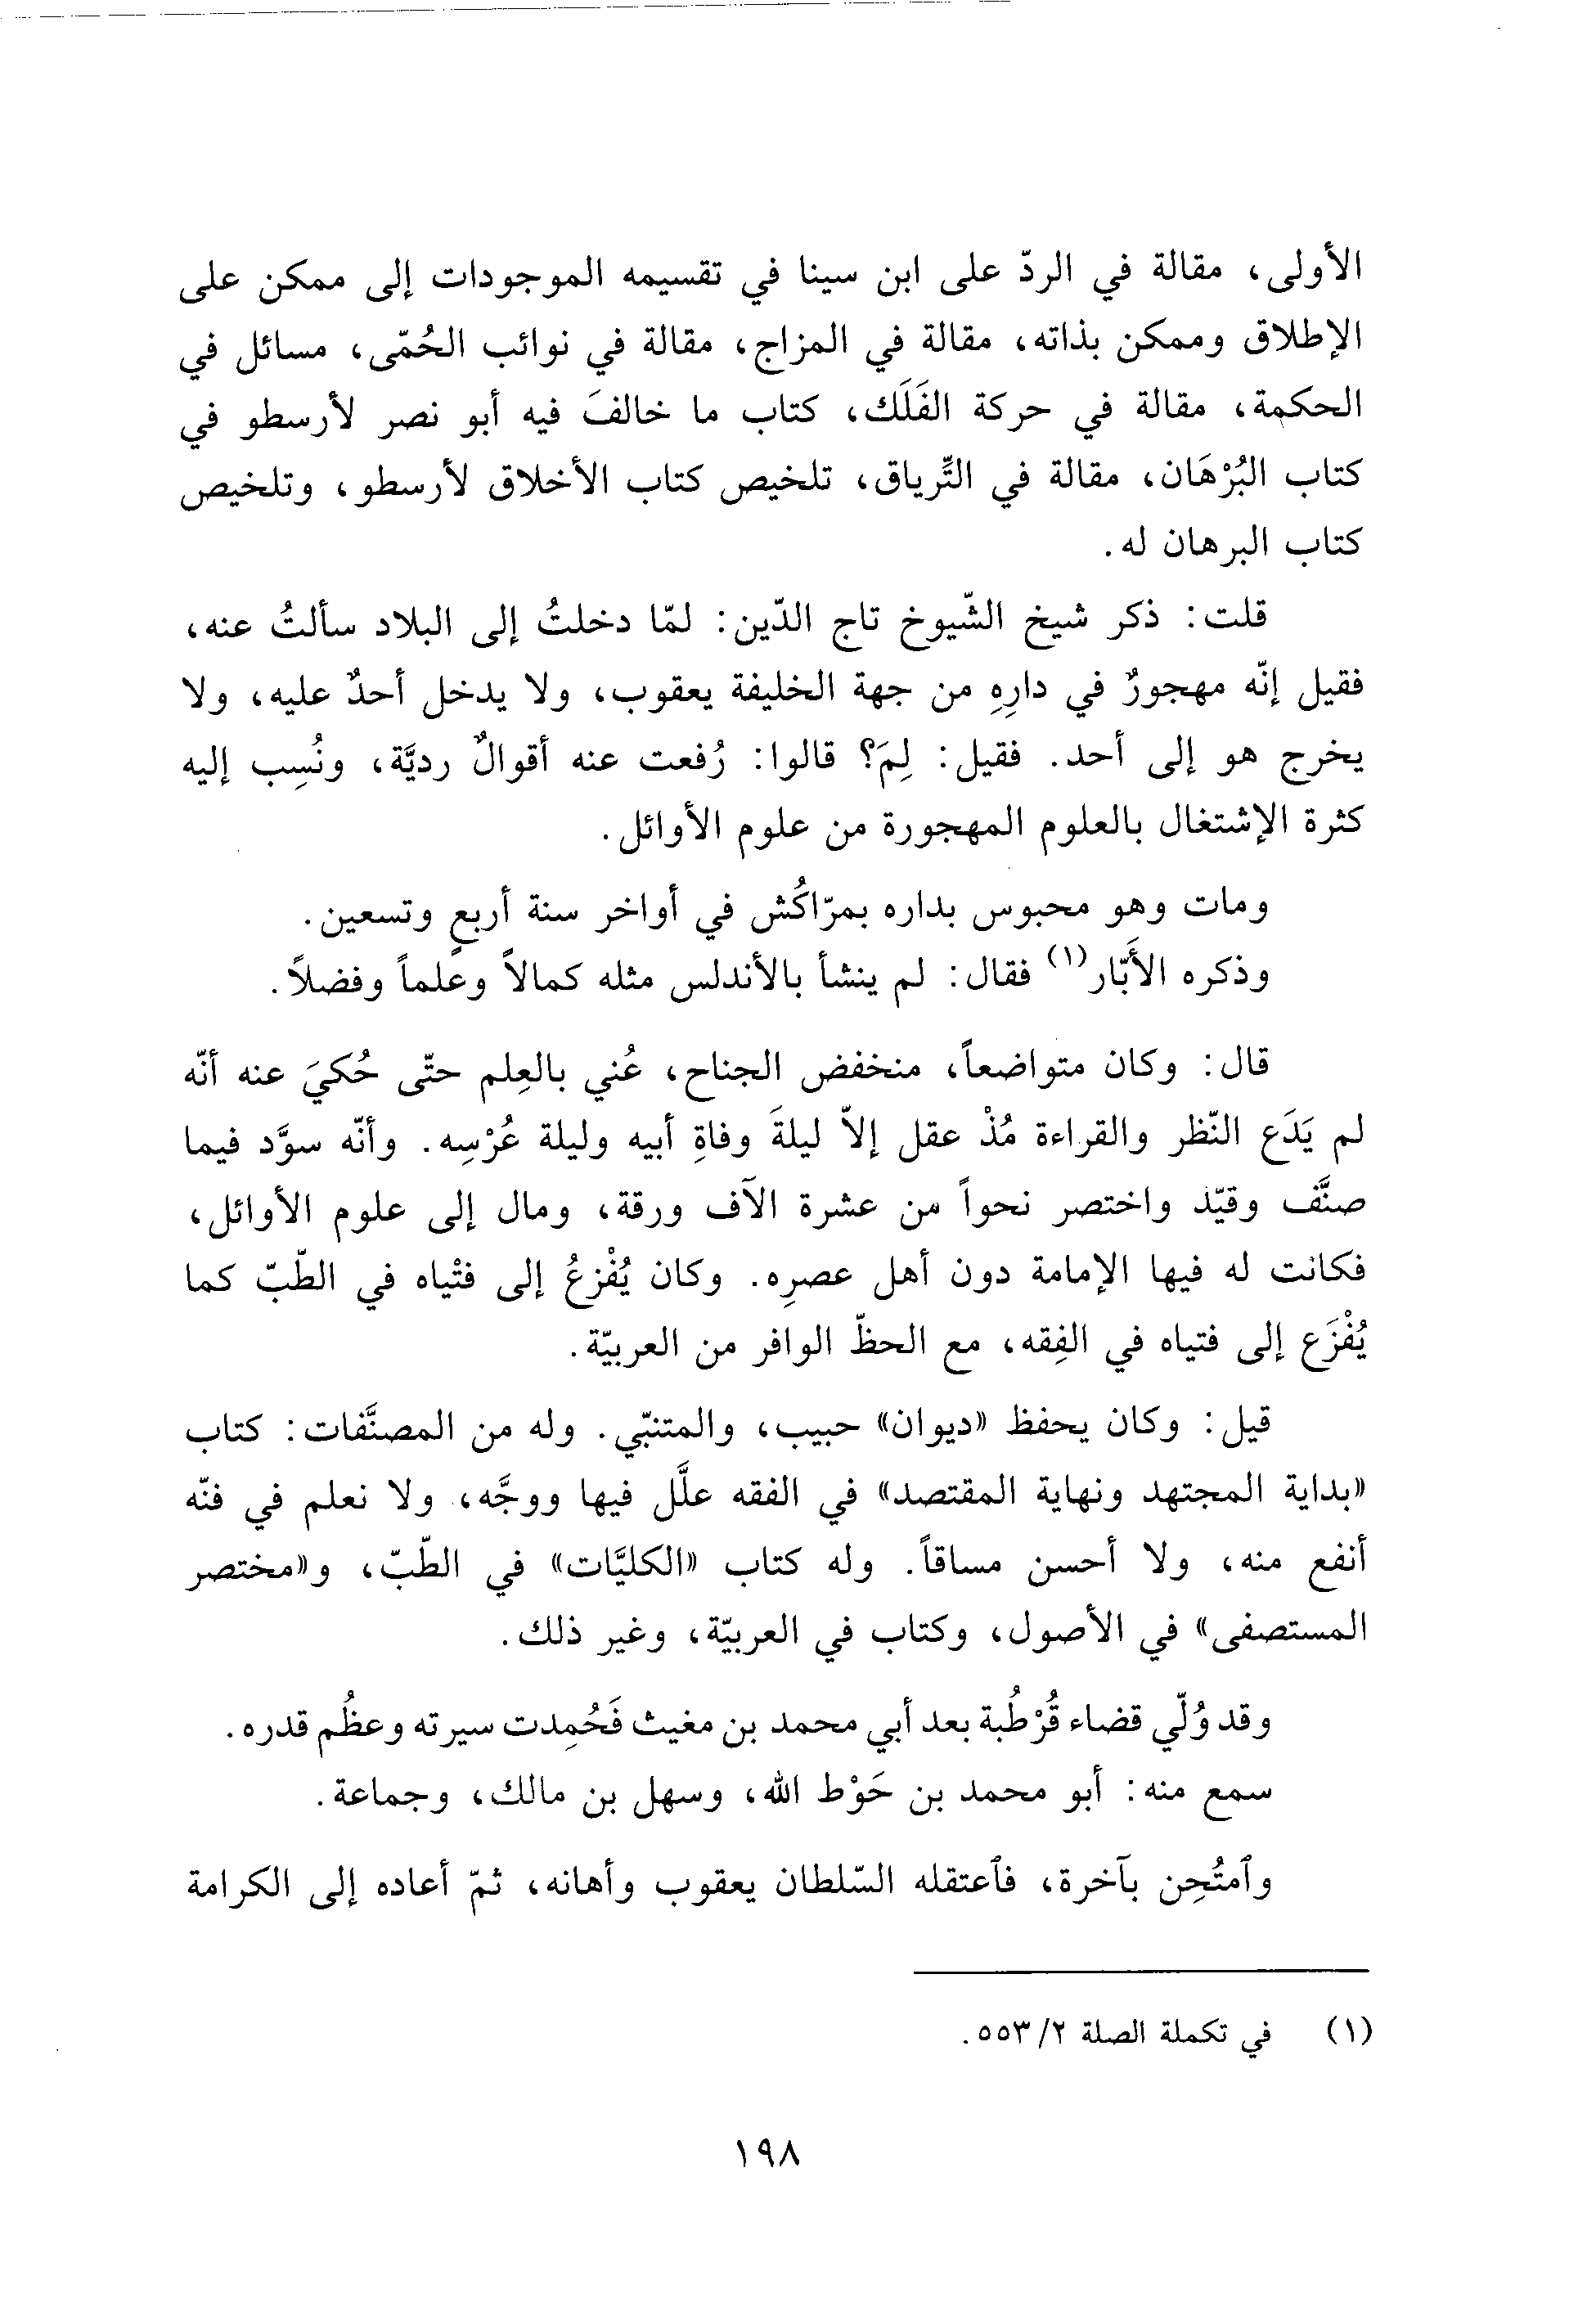 الأولى، مقالة في الردّ على ابن سينا في تقسيمه الموجودات إلى ممكن على
الإطلاق وممكن بذاته، مقالة في المزاج، مقالة في نوائب الحُمّى، مسائل في
الحكمة، مقالة في حركة الفَلَك، كتاب ما خالفَ فيه أبو نصر لأرسطو في
كتاب البُرْهَان، مقالة في التِّرياق، تلخيص كتاب الأخلاق لأرسطو، وتلخيص
كتاب البرهان له.
قلت: ذكر شيخ الشّيوخ تاج الدّين: لمّا دخلتُ إلى البلاد سألتُ عنه،
فقيل إنّه مهجورٌ في دارِهِ من جهة الخليفة يعقوب، ولا يدخل أحدٌ عليه، ولا
يخرج هو إلى أحد. فقيل: لِمَ؟ قالوا: رُفعت عنه أقوالٌ رديَّة، ونُسِب إليه
كثرة الإشتغال بالعلوم المهجورة من علوم الأوائل.
ومات وهو محبوس بداره بمرّاكُش في أواخر سنة أربعٍ وتسعين.
وذكره الأَبّار(١) فقال: لم ينشأ بالأندلس مثله كمالاً وعلماً وفضلاً.
قال: وكان متواضعاً، منخفض الجناح، عُني بالعِلم حتّى حُكيَ عنه أنّه
لم يَدَع النّظر والقراءة مُذْ عقل إلاّ ليلةَ وفاةِ أبيه وليلة عُرْسِه. وأنّه سوَّد فيما
صنَّف وقيّد واختصر نحواً من عشرة الآف ورقة، ومال إلى علوم الأوائل،
فكانت له فيها الإمامة دون أهل عصرِه. وكان يُفْزعُ إلى فتْياه في الطّبّ كما
يُفْزَع إلى فتياه في الفِقه، مع الحظّ الوافر من العربيّة.
قيل: وكان يحفظ «ديوان» حبيب، والمتنبّي. وله من المصنَّفات: كتاب
«بداية المجتهد ونهاية المقتصد» في الفقه علَّل فيها ووجَّه، ولا نعلم في فنّه
أنفع منه، ولا أحسن مساقاً. وله كتاب «الكليَّات» في الطّبّ، و«مختصر
المستصفى» في الأصول، وكتاب في العربيّة، وغير ذلك.
وقد وُلّي قضاء قُرْطُبة بعد أبي محمد بن مغيث فَحُمِدت سيرته وعظُم قدره.
سمع منه: أبو محمد بن حَوْط الله، وسهل بن مالك، وجماعة.
وٱمتُحِن بآخرة، فٱعتقله السّلطان يعقوب وأهانه، ثمّ أعاده إلى الكرامة
(١) في تكملة الصلة ٢/ ٥٥٣.
١٩٨